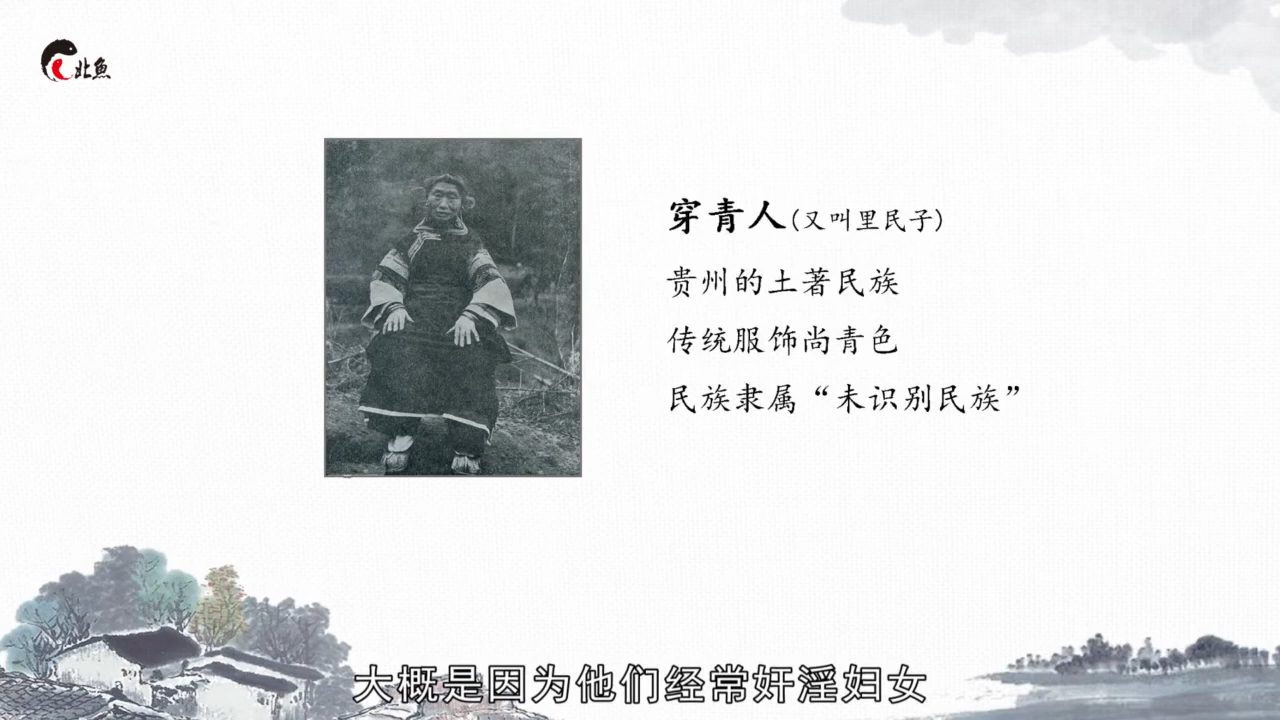 北魚
穿青人(又叫里民子)
贵州的土著民族
传统服饰尚青色
民族隶属“未识别民族”
大概是因为他们经常奸淫妇女